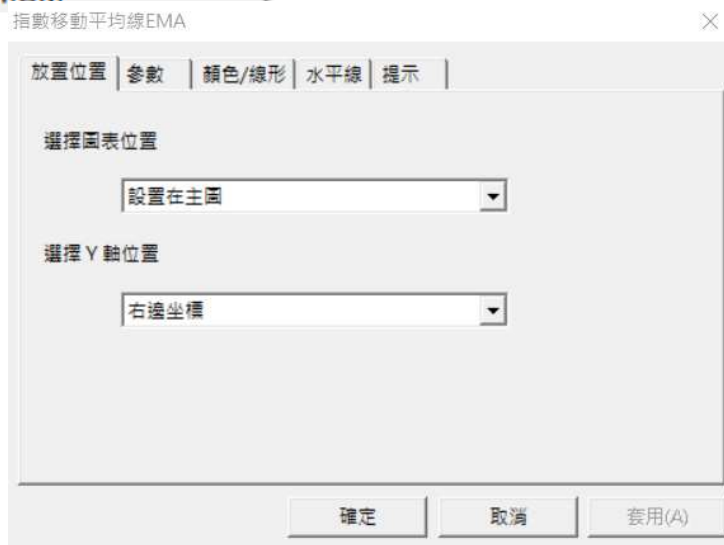 指數移動平均線EMA
放置位置 參數 顏色/線形 水平線 提示
選擇圖表位置
設置在主圖
選擇 Y 軸位置
右邊坐標
確定 取消 套用(A)